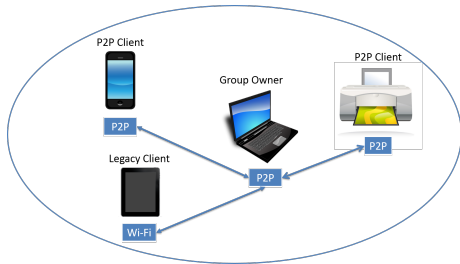 P2P Client
P2P Client
Group Owner
P2P
P2P
Legacy Client
P2P
Wi-Fi